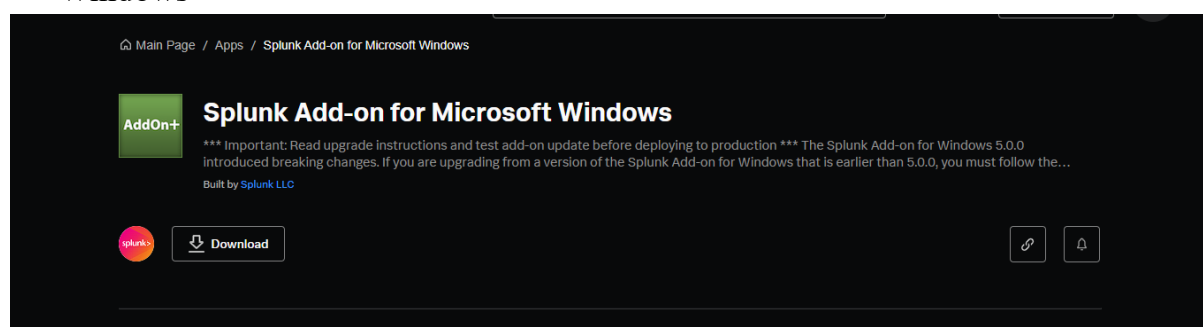 Main Page / Apps / Splunk Add-on for Microsoft Windows
AddOn+
Splunk Add-on for Microsoft Windows
*** Important: Read upgrade instructions and test add-on update before deploying to production *** The Splunk Add-on for Windows 5.0.0
introduced breaking changes. If you are upgrading from a version of the Splunk Add-on for Windows that is earlier than 5.0.0, you must follow the...
Built by Splunk LLC
splunk>
Download